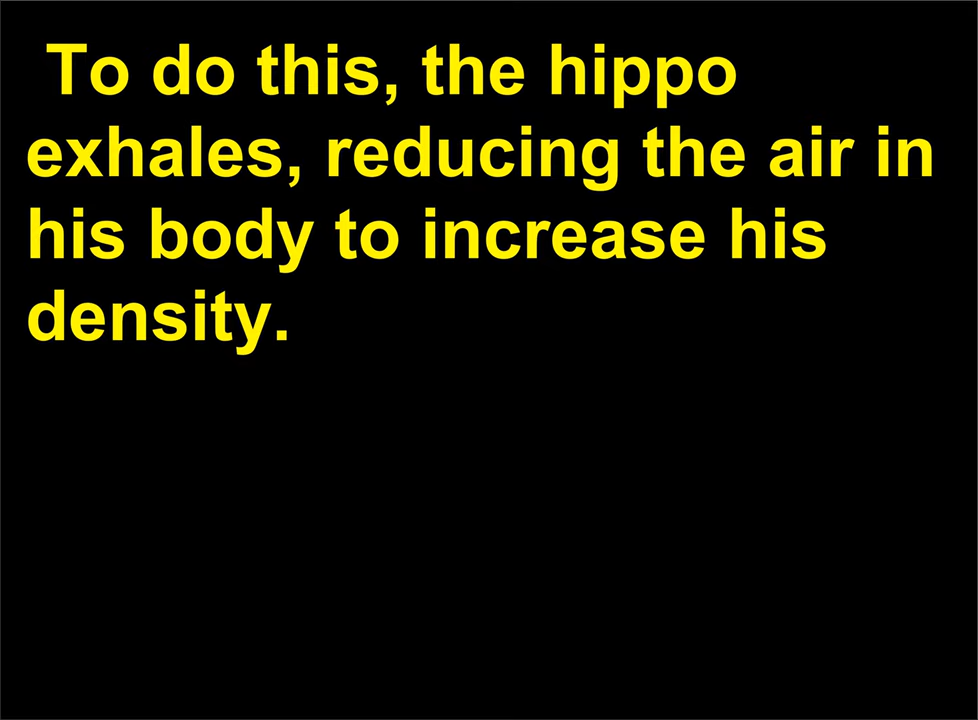 To do this, the hippo
exhales, reducing the air in
his body to increase his
density.